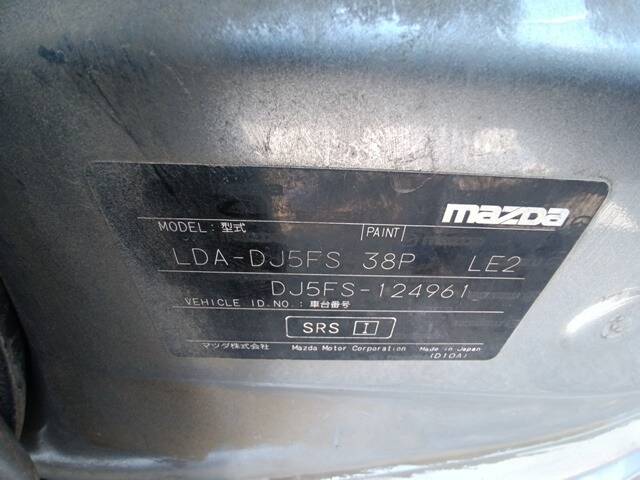 mazda
MODEL: 型式 PAINT
LDA-DJ5FS 38P LE2
DJ5FS-124961
VEHICLE ID.NO.: 車台番号
SRS I
マツダ株式会社 Mazda Motor Corporation Made in Japan
(D10A)